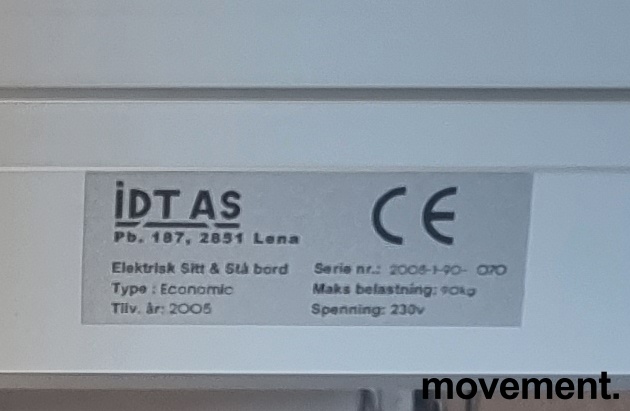 İDT AS
CE
Pb. 187, 2851 Lena
Elektrisk Sitt & Stå bord
Serie nr.: 2005-1-90- 070
Type : Economic
Maks belastning: 90kg
Tilv. år: 2005
Spenning: 230v
movement.